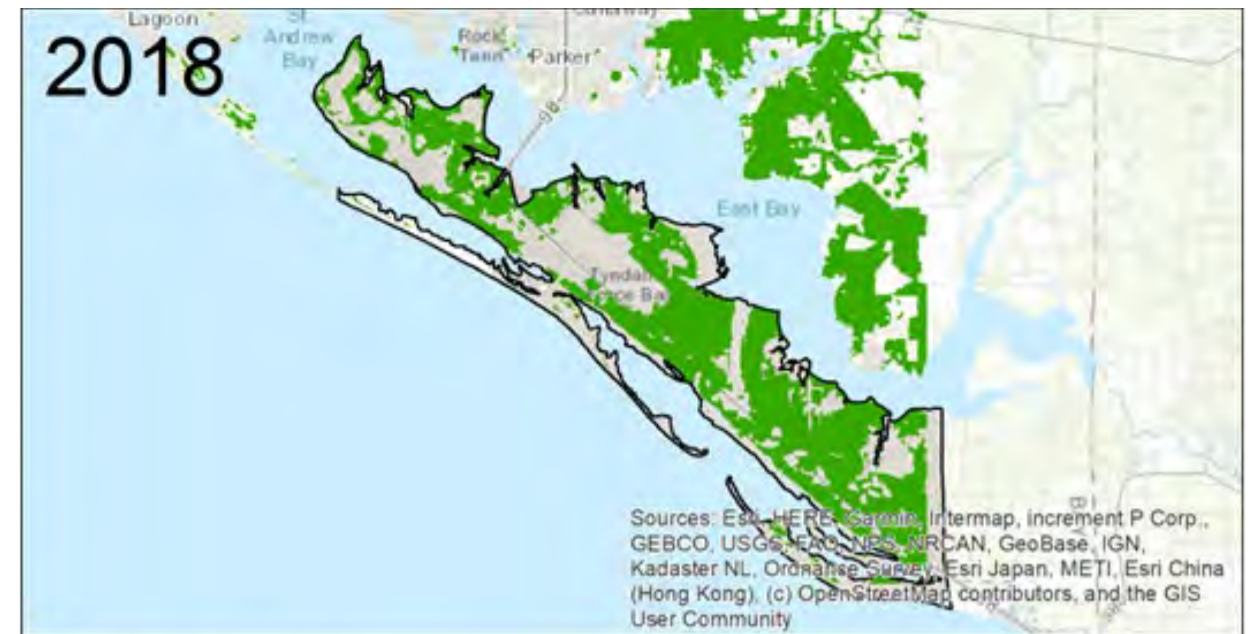 Lagoon
St
Andrew
Bay
2018
Rock
Parker
98
East Bay
Tyndall
Force Ba
Sources: Esri, HERE, Garmin, Intermap, increment P Corp.,
GEBCO, USGS, FAO, NPS, NRCAN, GeoBase, IGN,
Kadaster NL, Ordnance Survey, Esri Japan, METI, Esri China
(Hong Kong), (c) OpenStreetMap contributors, and the GIS
User Community